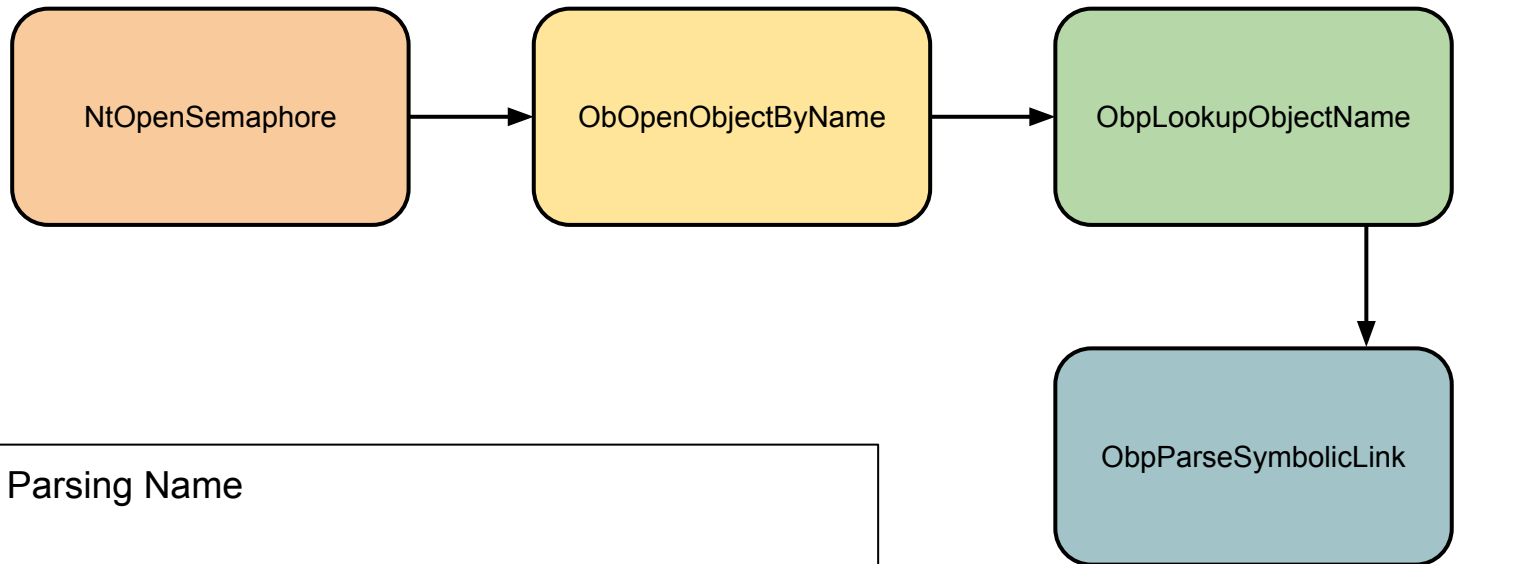 NtOpenSemaphore
ObOpenObjectByName
ObpLookupObjectName
ObpParseSymbolicLink
Parsing Name